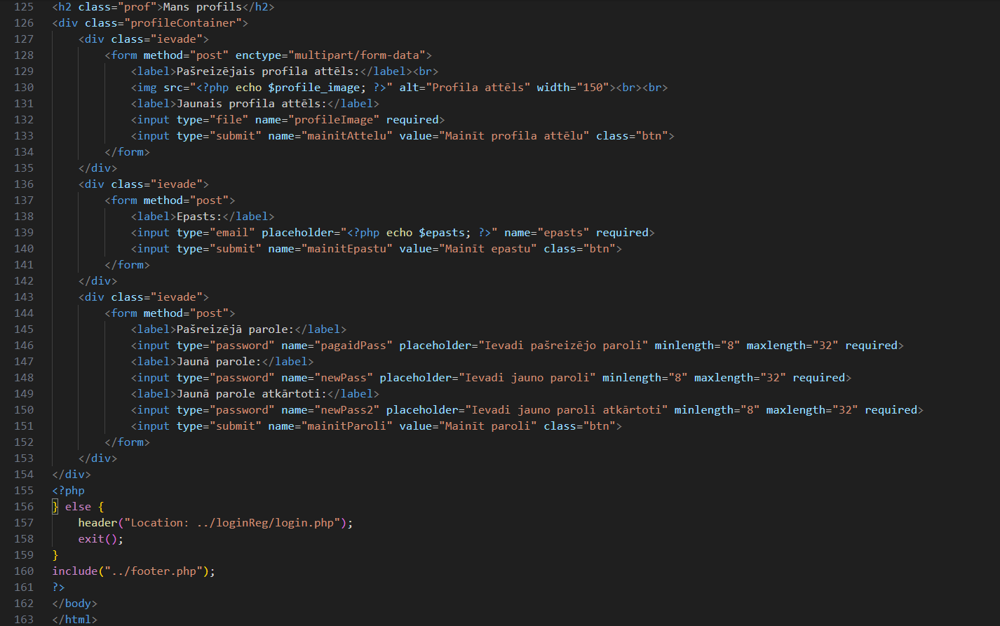 125 <h2 class="prof">Mans profils</h2>
126 <div class="profileContainer">
127     <div class="ievade">
128         <form method="post" enctype="multipart/form-data">
129             <label>Pašreizējais profila attēls:</label><br>
130             <img src="<?php echo $profile_image; ?>" alt="Profila attēls" width="150"><br><br>
131             <label>Jaunais profila attēls:</label>
132             <input type="file" name="profileImage" required>
133             <input type="submit" name="mainitAttelu" value="Mainīt profila attēlu" class="btn">
134         </form>
135     </div>
136     <div class="ievade">
137         <form method="post">
138             <label>Epasts:</label>
139             <input type="email" placeholder="<?php echo $epasts; ?>" name="epasts" required>
140             <input type="submit" name="mainitEpastu" value="Mainīt epastu" class="btn">
141         </form>
142     </div>
143     <div class="ievade">
144         <form method="post">
145             <label>Pašreizējā parole:</label>
146             <input type="password" name="pagaidPass" placeholder="Ievadi pašreizējo paroli" minlength="8" maxlength="32" required>
147             <label>Jaunā parole:</label>
148             <input type="password" name="newPass" placeholder="Ievadi jauno paroli" minlength="8" maxlength="32" required>
149             <label>Jaunā parole atkārtoti:</label>
150             <input type="password" name="newPass2" placeholder="Ievadi jauno paroli atkārtoti" minlength="8" maxlength="32" required>
151             <input type="submit" name="mainitParoli" value="Mainīt paroli" class="btn">
152         </form>
153     </div>
154 </div>
155 <?php
156 } else {
157     header("Location: ../loginReg/login.php");
158     exit();
159 }
160 include("../footer.php");
161 ?>
162 </body>
163 </html>